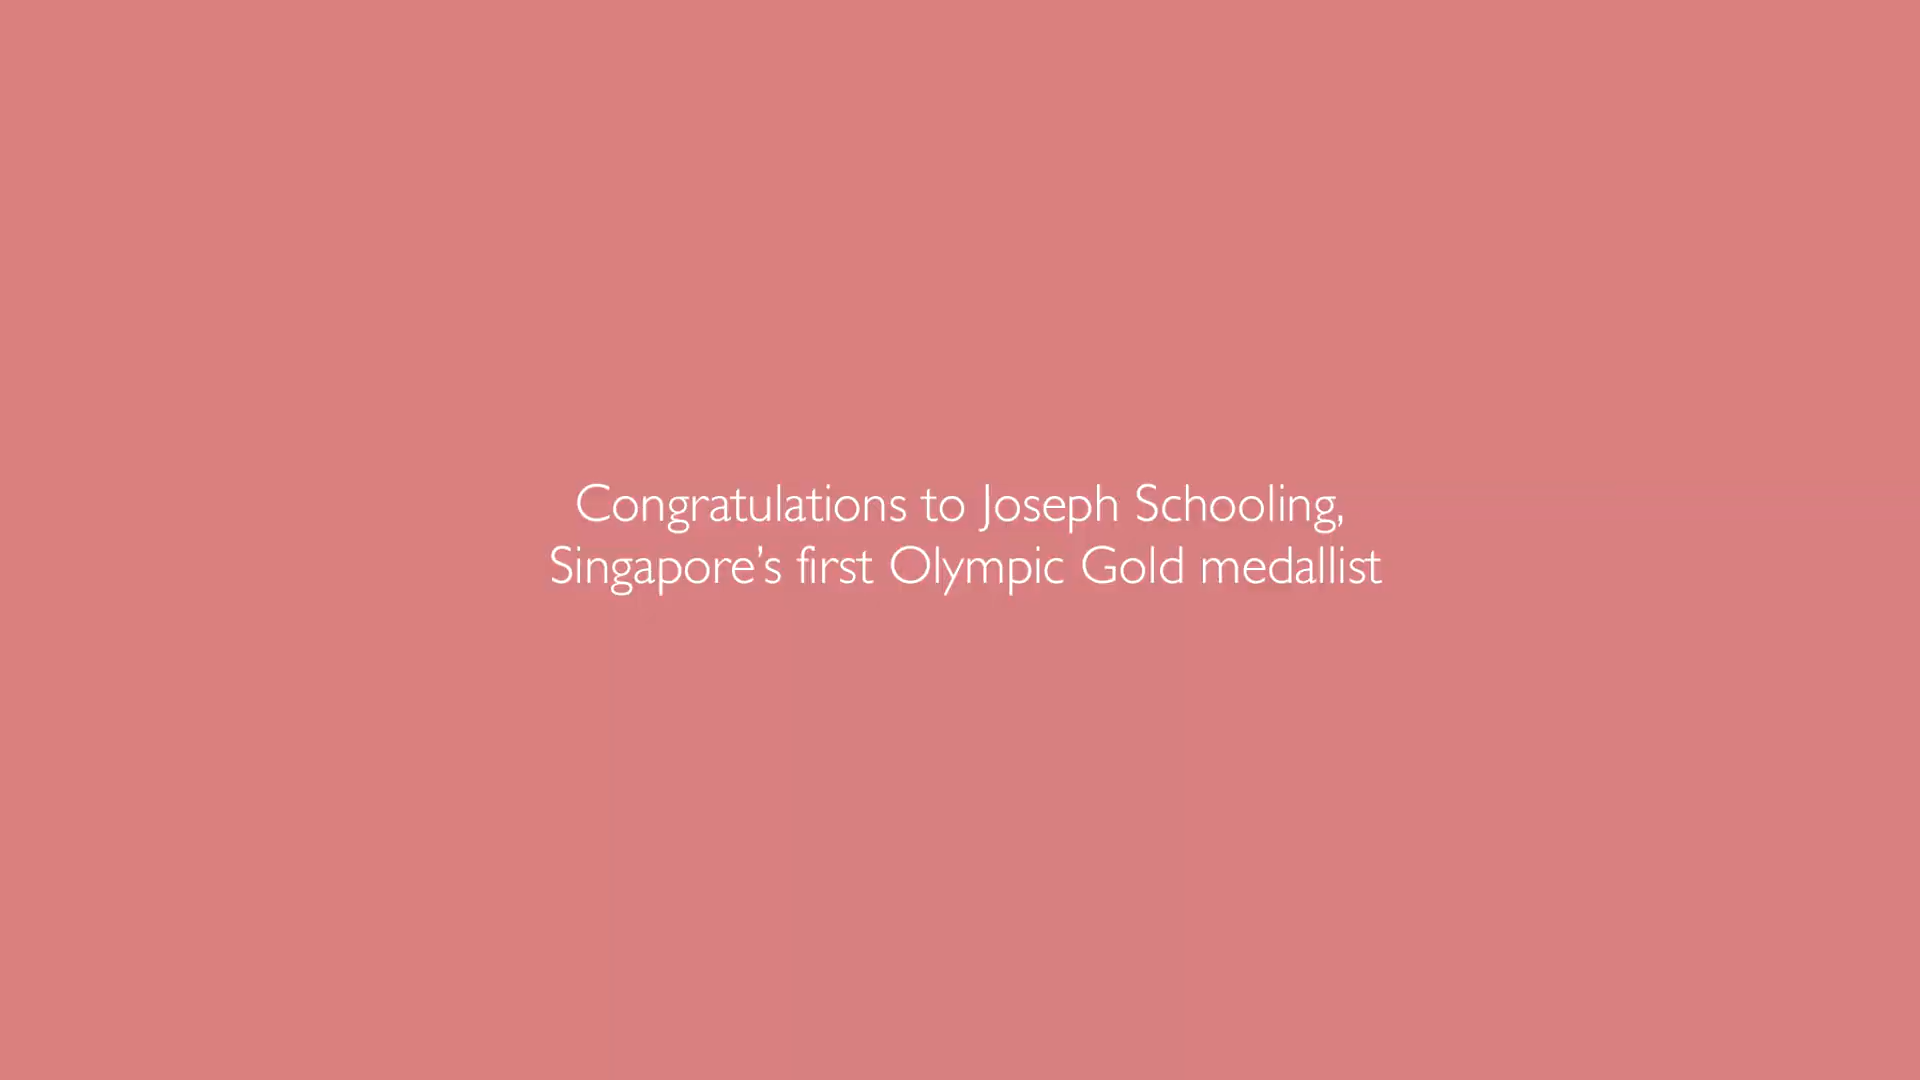 Congratulations to Joseph Schooling,
Singapore’s first Olympic Gold medallist